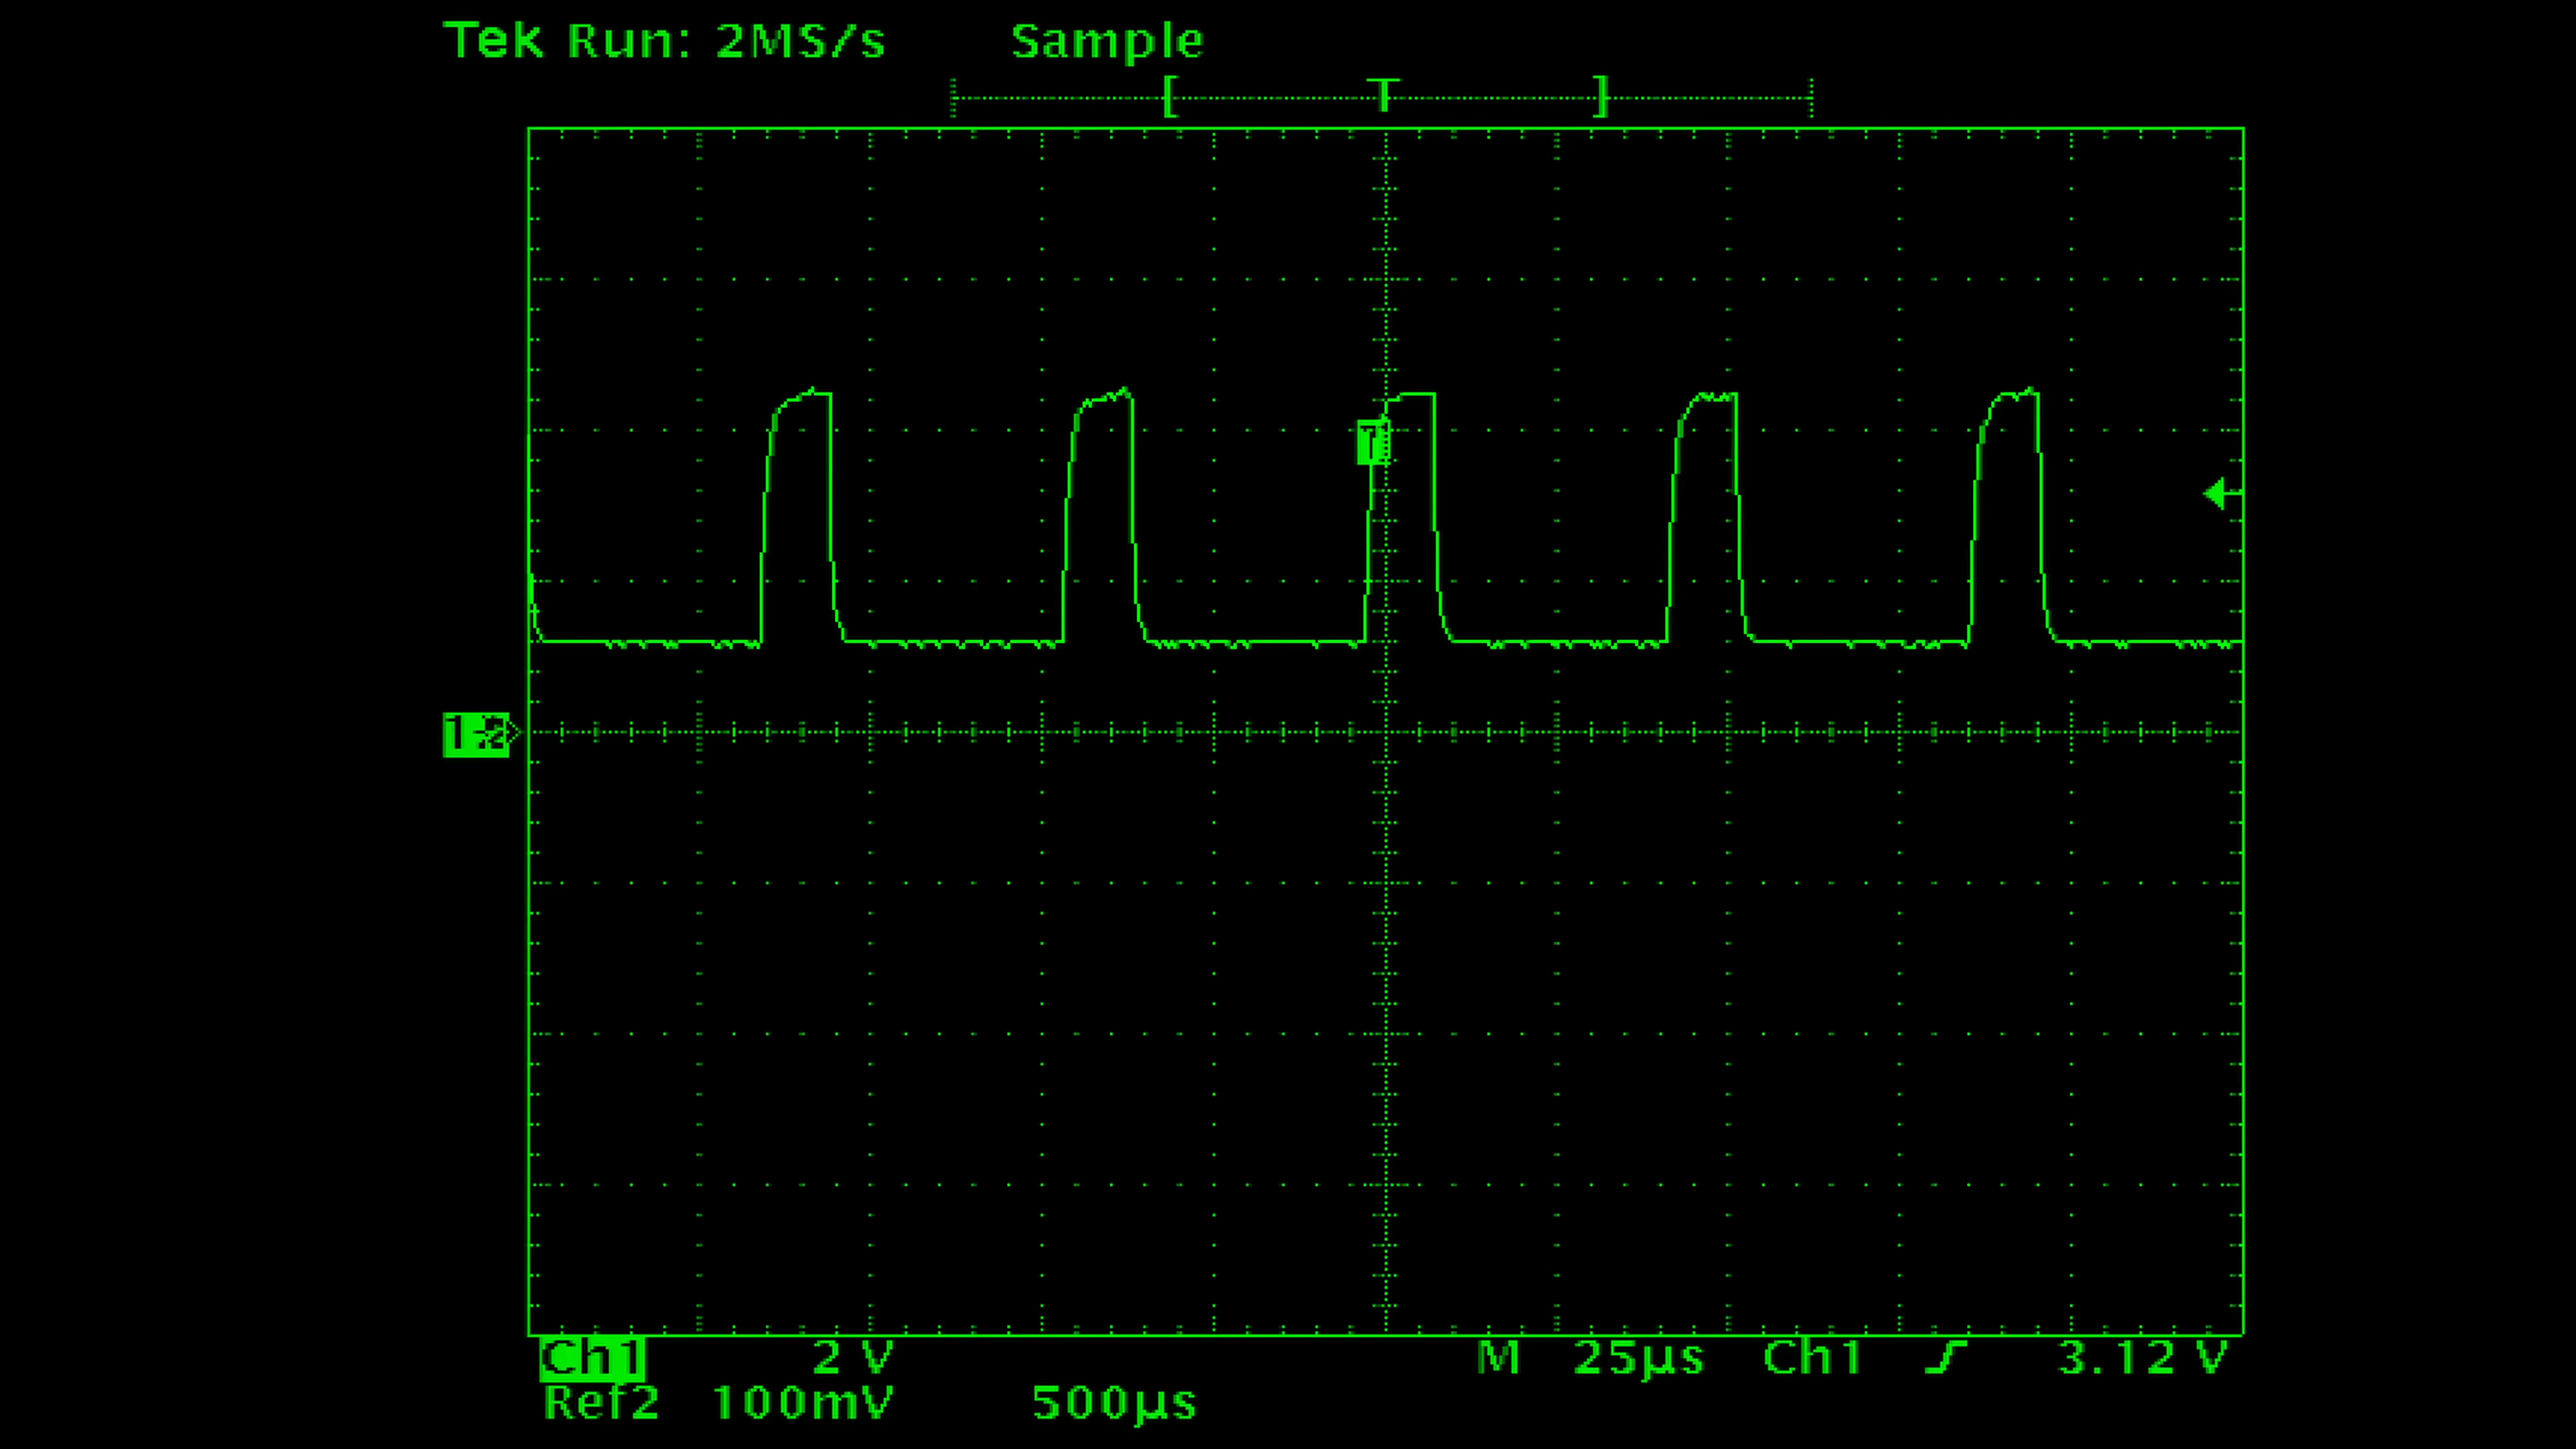 Tek Run: 2MS/s Sample
[ T ]
T
Ch1 2 V M 25µs Ch1 3.12 V
Ref2 100mV 500µs